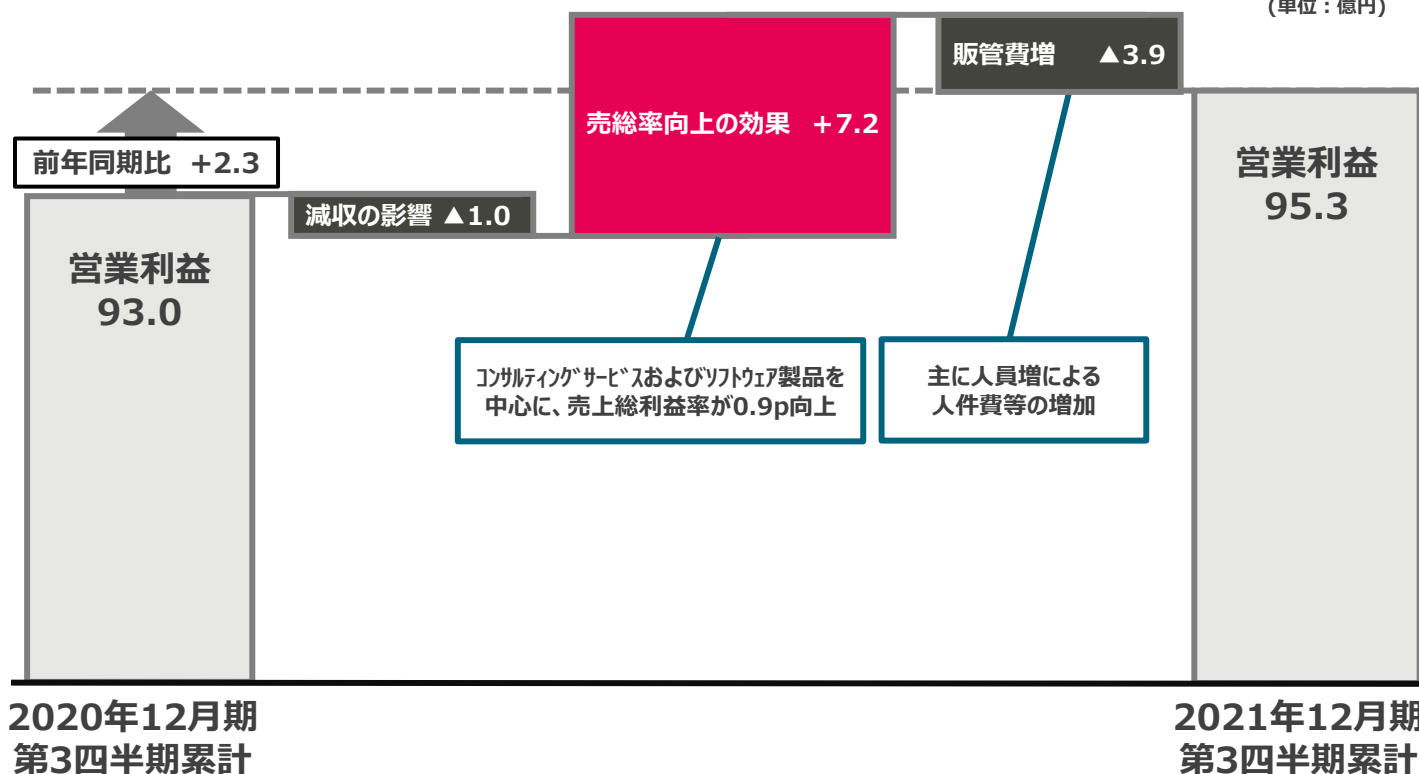 (単位：億円)
販管費増 ▲3.9
売総率向上の効果 +7.2
前年同期比 +2.3
減収の影響 ▲1.0
営業利益
93.0
営業利益
95.3
ｺﾝｻﾙﾃｨﾝｸﾞｻｰﾋﾞｽおよびｿﾌﾄｳｪｱ製品を
中心に、売上総利益率が0.9p向上
主に人員増による
人件費等の増加
2020年12月期
第3四半期累計
2021年12月期
第3四半期累計